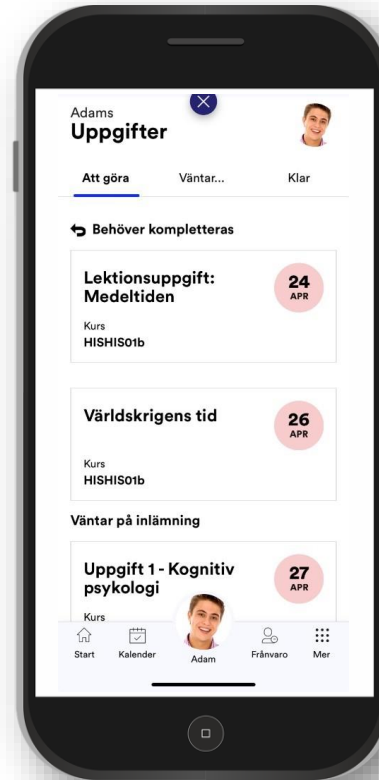 Adams
Uppgifter
Att göra
Väntar...
Klar
Behöver kompletteras
Lektionsuppgift:
Medeltiden
24
APR
Kurs
HISHIS01b
Världskrigens tid
26
APR
Kurs
HISHIS01b
Väntar på inlämning
Uppgift 1 - Kognitiv
psykologi
27
APR
Kurs
Start
Kalender
Adam
Frånvaro
Mer